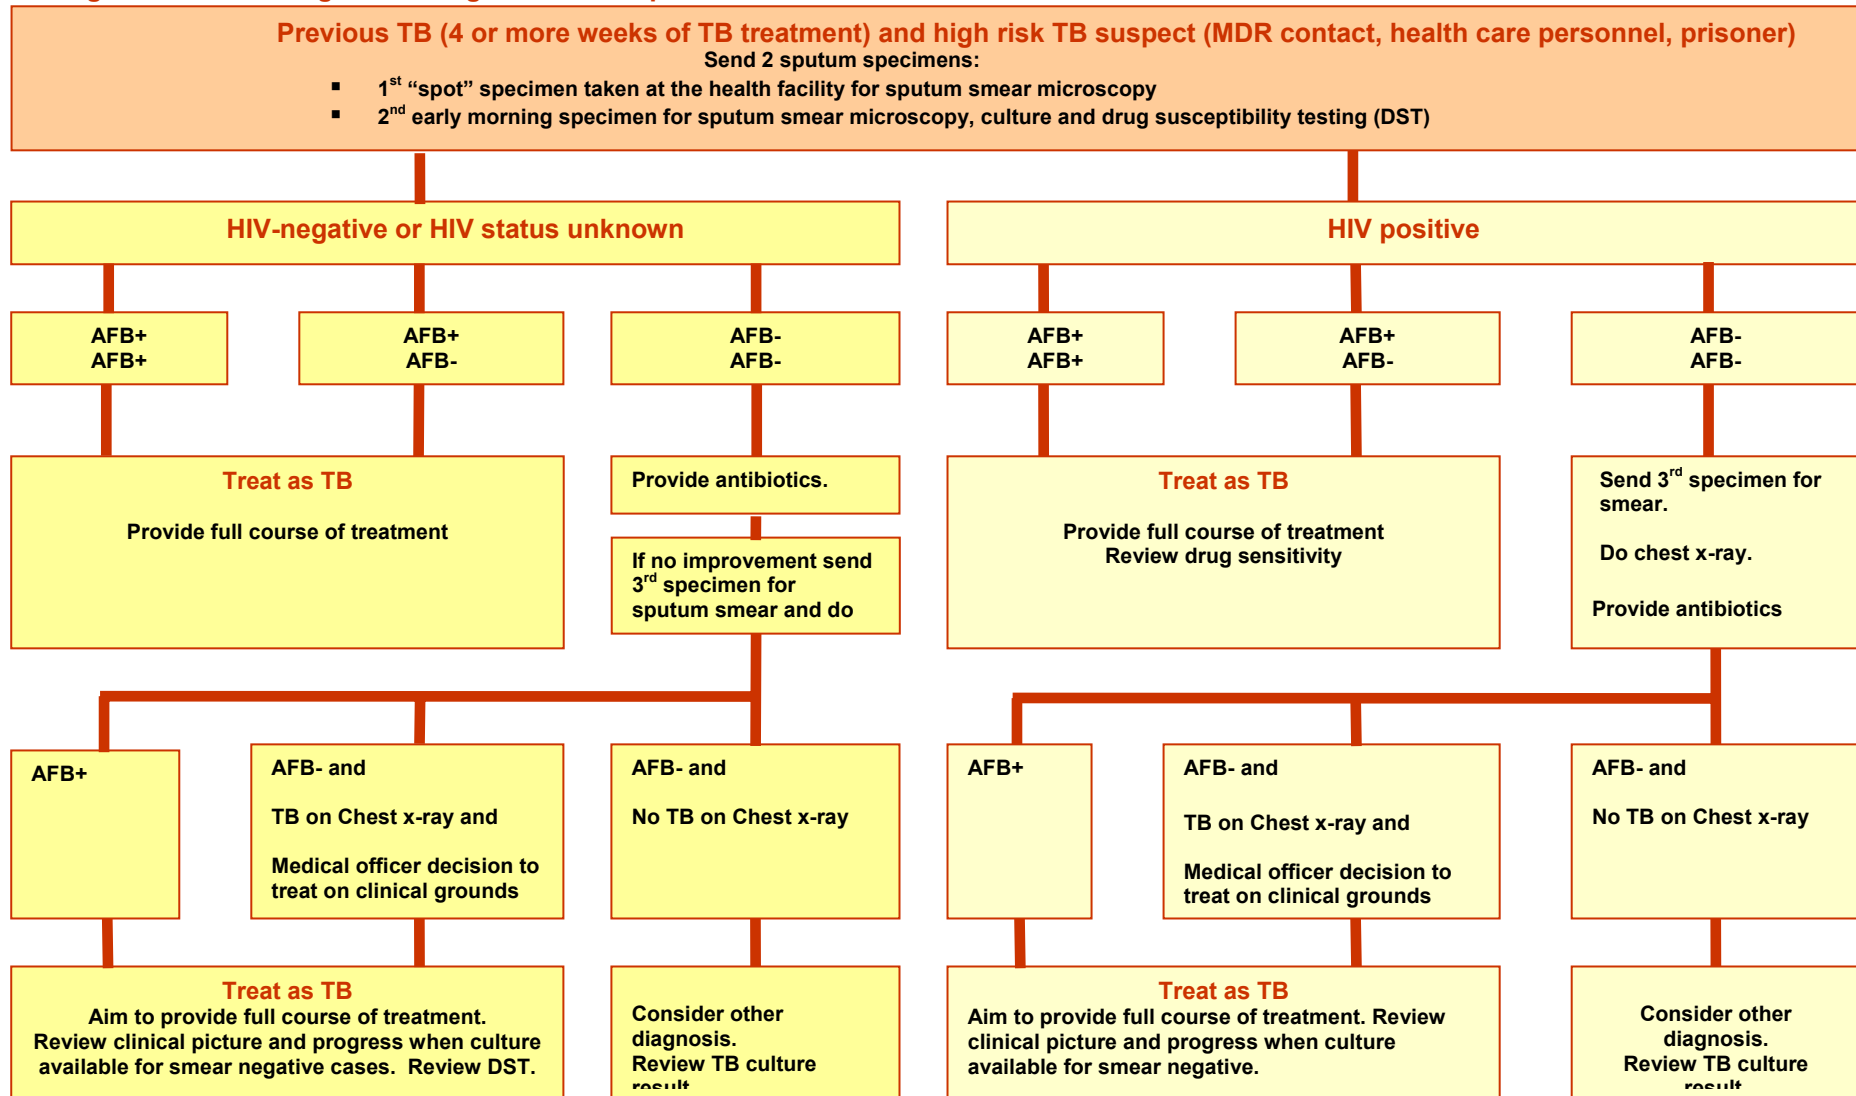 Previous TB (4 or more weeks of TB treatment) and high risk TB suspect (MDR contact, health care personnel, prisoner)
Send 2 sputum specimens:
▪ 1st “spot” specimen taken at the health facility for sputum smear microscopy
▪ 2nd early morning specimen for sputum smear microscopy, culture and drug susceptibility testing (DST)
HIV-negative or HIV status unknown
HIV positive
AFB+
AFB+
AFB+
AFB-
AFB-
AFB-
AFB+
AFB+
AFB+
AFB-
AFB-
AFB-
Treat as TB
Provide full course of treatment
Provide antibiotics.
If no improvement send
3rd specimen for
sputum smear and do
Treat as TB
Provide full course of treatment
Review drug sensitivity
Send 3rd specimen for
smear.
Do chest x-ray.
Provide antibiotics
AFB+
AFB- and
TB on Chest x-ray and
Medical officer decision to
treat on clinical grounds
AFB- and
No TB on Chest x-ray
AFB+
AFB- and
TB on Chest x-ray and
Medical officer decision to
treat on clinical grounds
AFB- and
No TB on Chest x-ray
Treat as TB
Aim to provide full course of treatment.
Review clinical picture and progress when culture
available for smear negative cases. Review DST.
Consider other
diagnosis.
Review TB culture
result
Treat as TB
Aim to provide full course of treatment. Review
clinical picture and progress when culture
available for smear negative.
Consider other
diagnosis.
Review TB culture
result